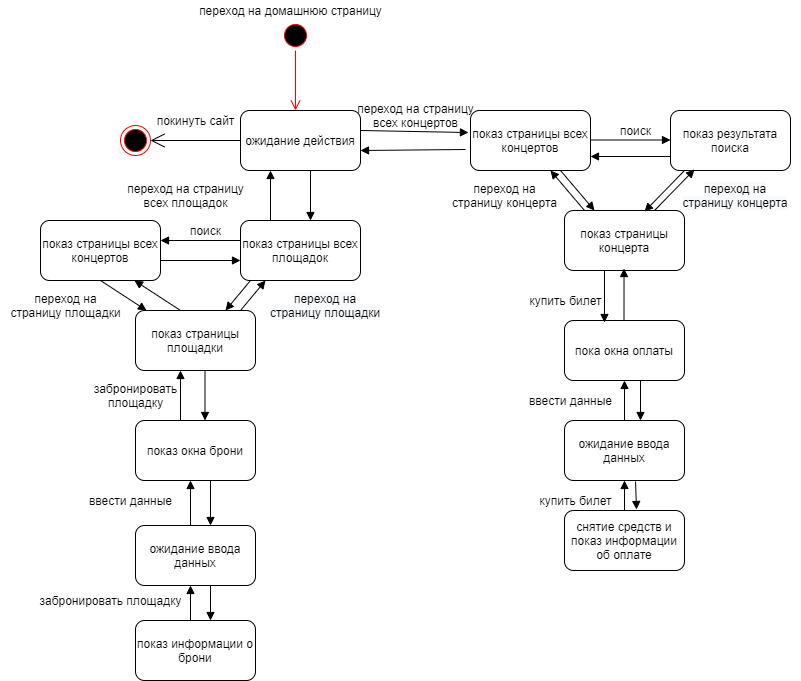 переход на домашнюю страницу
покинуть сайт
ожидание действия
переход на страницу
всех концертов
показ страницы всех
концертов
поиск
показ результата
поиска
переход на страницу
всех площадок
переход на
страницу концерта
переход на
страницу концерта
показ страницы всех
концертов
поиск
показ страницы всех
площадок
показ страницы
концерта
переход на
страницу площадки
переход на
страницу площадки
купить билет
показ страницы
площадки
пока окна оплаты
забронировать
площадку
ввести данные
показ окна брони
ожидание ввода
данных
ввести данные
купить билет
снятие средств и
показ информации
об оплате
ожидание ввода
данных
забронировать площадку
показ информации о
брони